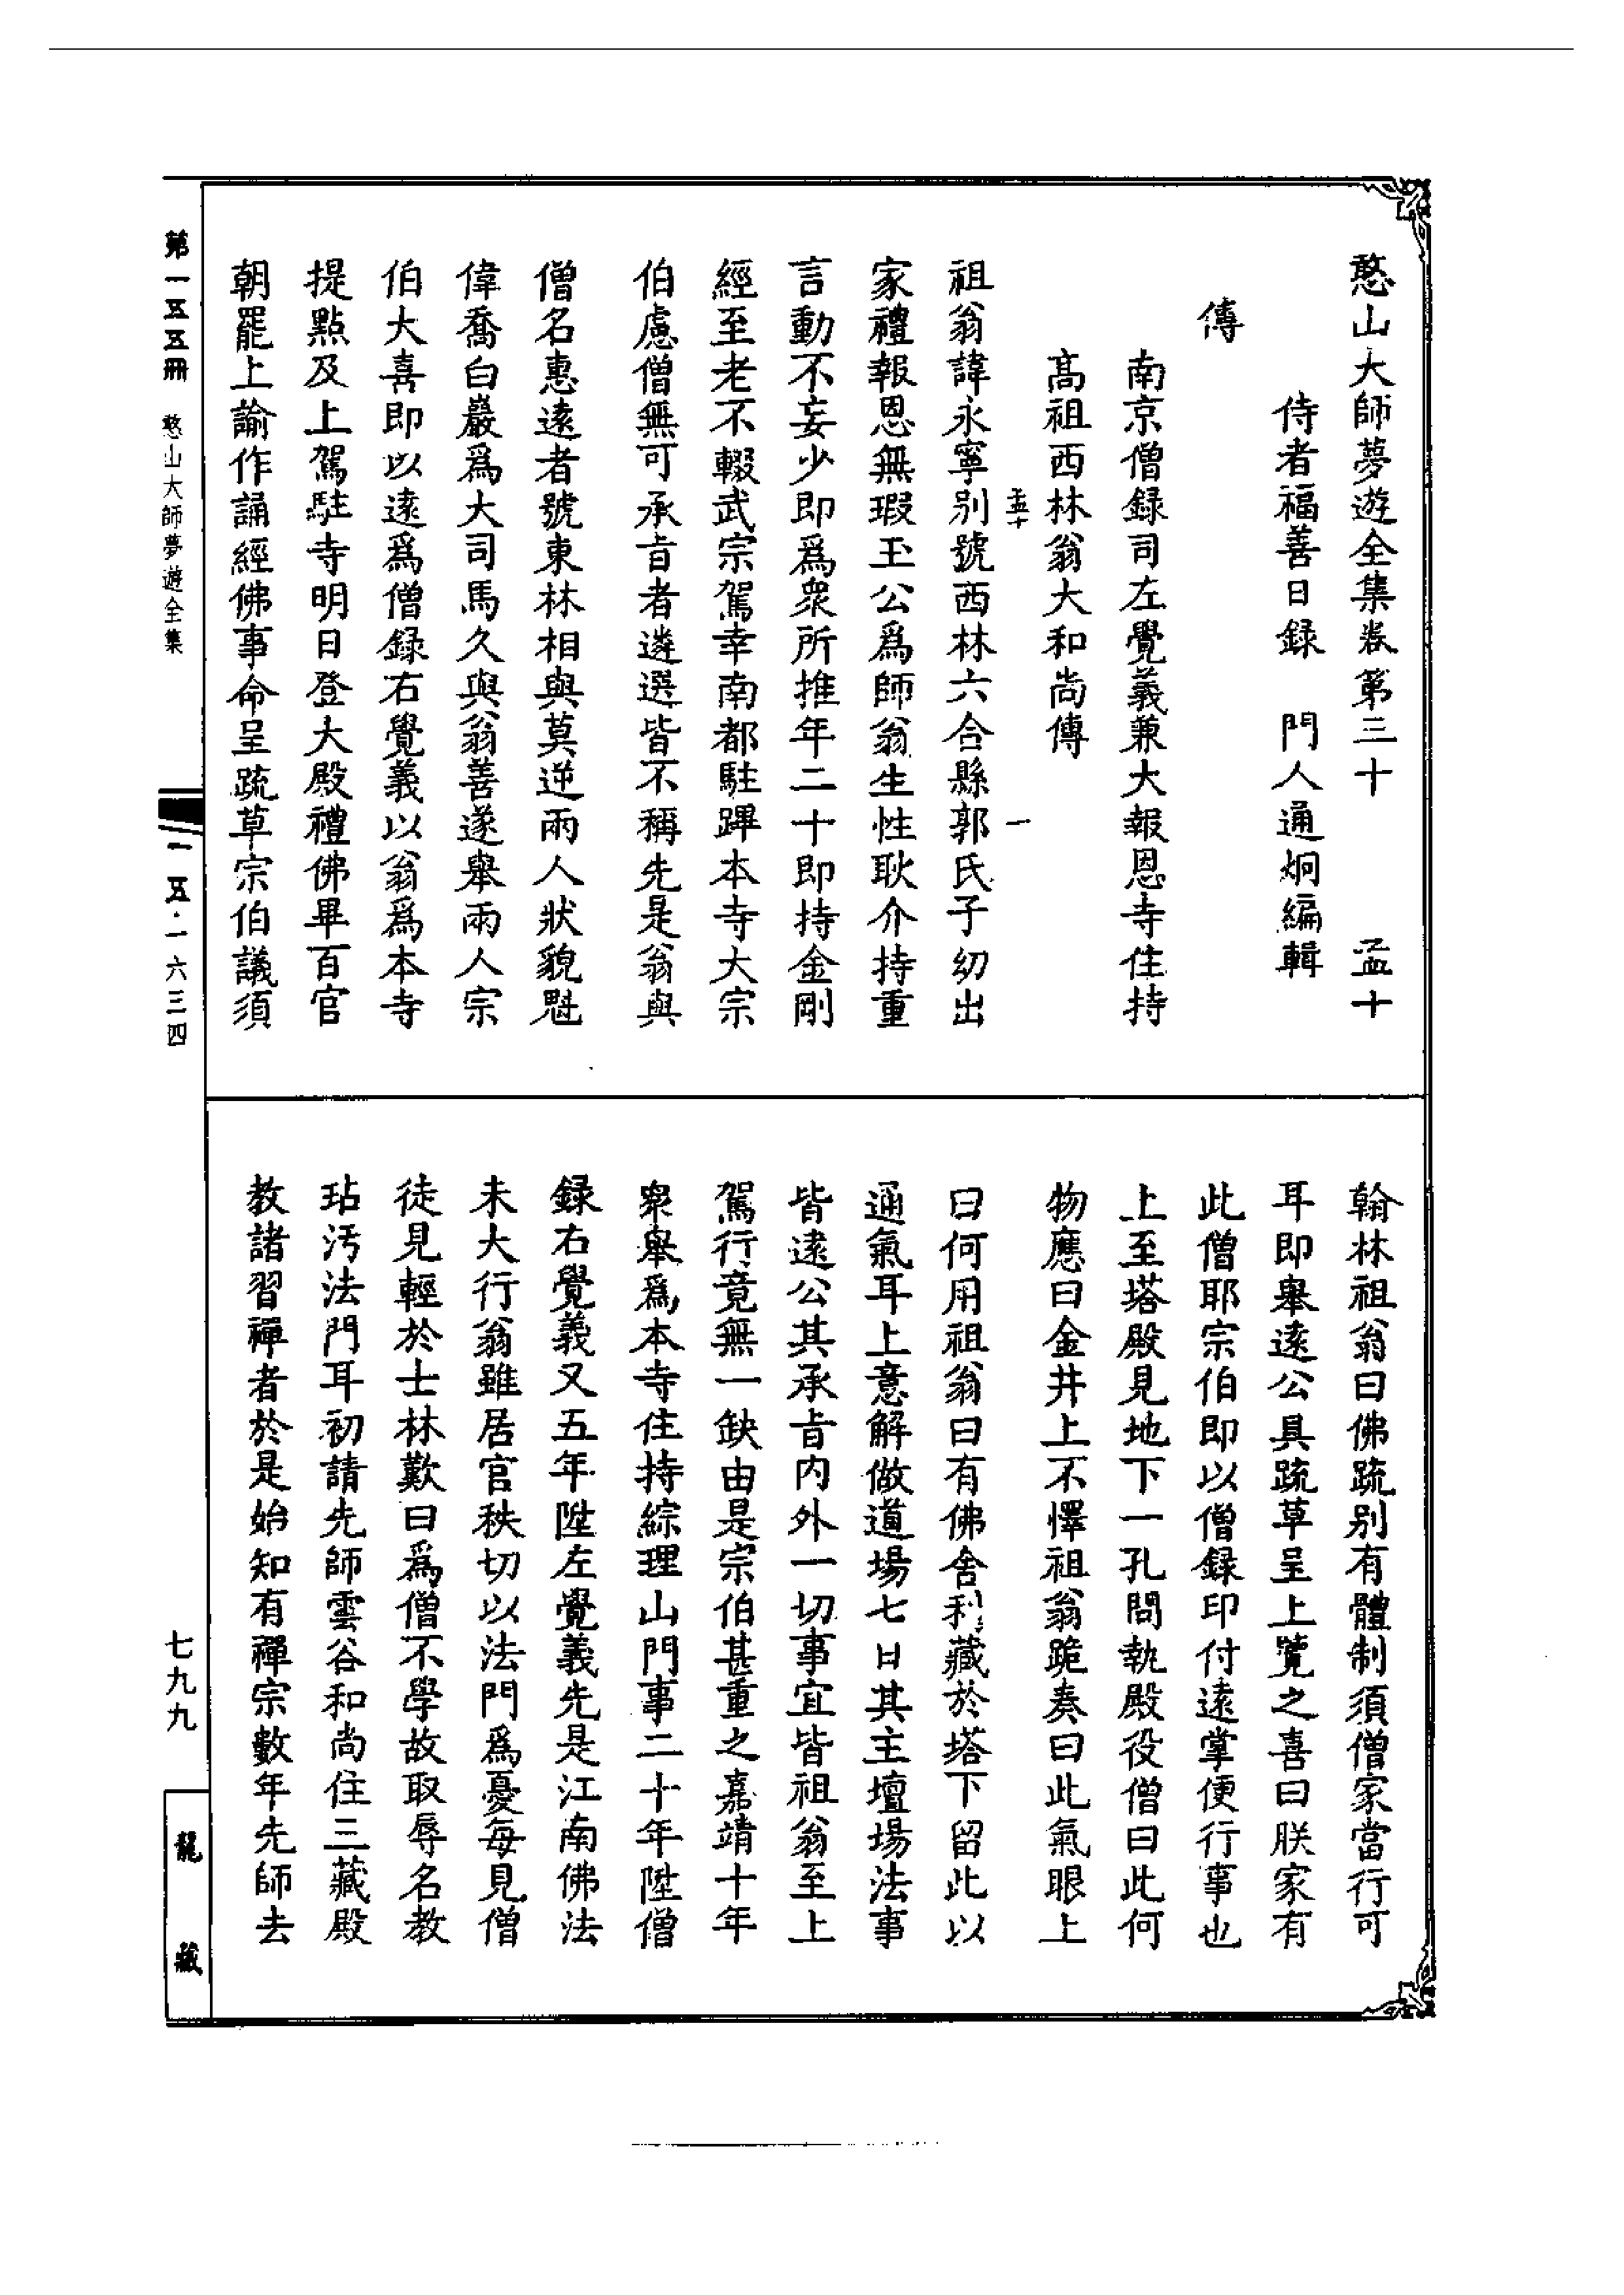 憨山大師夢遊全集卷第三十　孟十
侍者福善日録　門人通炯編輯
傳
南京僧録司左覺義兼大報恩寺住持
高祖西林翁大和尚傳
孟十　一
祖翁諱永寧别號西林六合縣郭氏子幼出
家禮報恩無瑕玉公爲師翁生性耿介持重
言動不妄少即爲衆所推年二十即持金剛
經至老不輟武宗駕幸南都駐蹕本寺大宗
伯慮僧無可承㫖者遴選皆不稱先是翁與
僧名惠遠者號東林相與莫逆兩人狀貌魁
偉喬白巖爲大司馬久與翁善遂舉兩人宗
伯大喜即以遠爲僧録右覺義以翁爲本寺
提點及上駕駐寺明日登大殿禮佛畢百官
朝罷上諭作誦經佛事命呈疏草宗伯議須
翰林祖翁曰佛疏别有體制須僧家當行可
耳即舉遠公具疏草呈上覽之喜曰朕家有
此僧耶宗伯即以僧録印付遠掌便行事也
上至塔殿見地下一孔問執殿役僧曰此何
物應曰金井上不懌祖翁跪奏曰此氣眼上
曰何用祖翁曰有佛舍利藏於塔下留此以
通氣耳上意解做道場七日其主壇場法事
皆遠公其承㫖内外一切事宜皆祖翁至上
駕行竟無一缺由是宗伯甚重之嘉靖十年
衆舉爲本寺住持綜理山門事二十年陞僧
録右覺義又五年陞左覺義先是江南佛法
未大行翁雖居官秩切以法門爲憂每見僧
徒見輕於士林歎曰爲僧不學故取辱名教
玷汚法門耳初請先師雲谷和尚住三藏殿
教諸習禪者於是始知有禪宗數年先師去
第一五五冊　憨山大師夢遊全集
一五·一六三四
七九九
龍藏